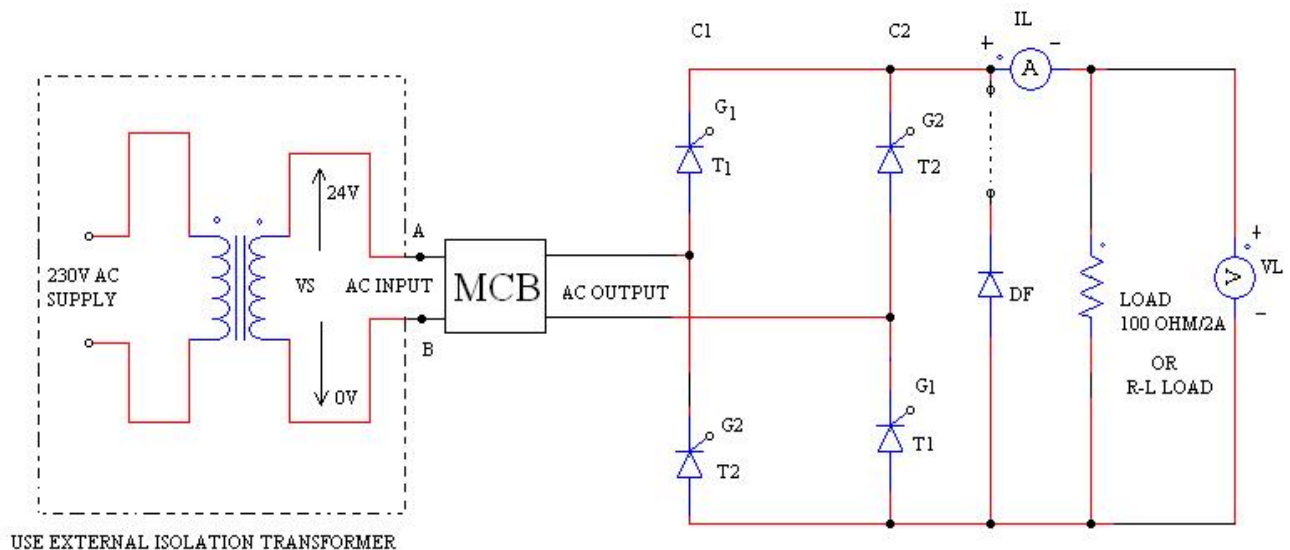 C1
C2
IL
+ A −
G1
T1
G2
T2
24V
A
230V AC
SUPPLY
VS
AC INPUT
MCB
AC OUTPUT
B
0V
DF
LOAD
100 OHM/2A
OR
R-L LOAD
+
A
VL
−
G2
T2
G1
T1
USE EXTERNAL ISOLATION TRANSFORMER